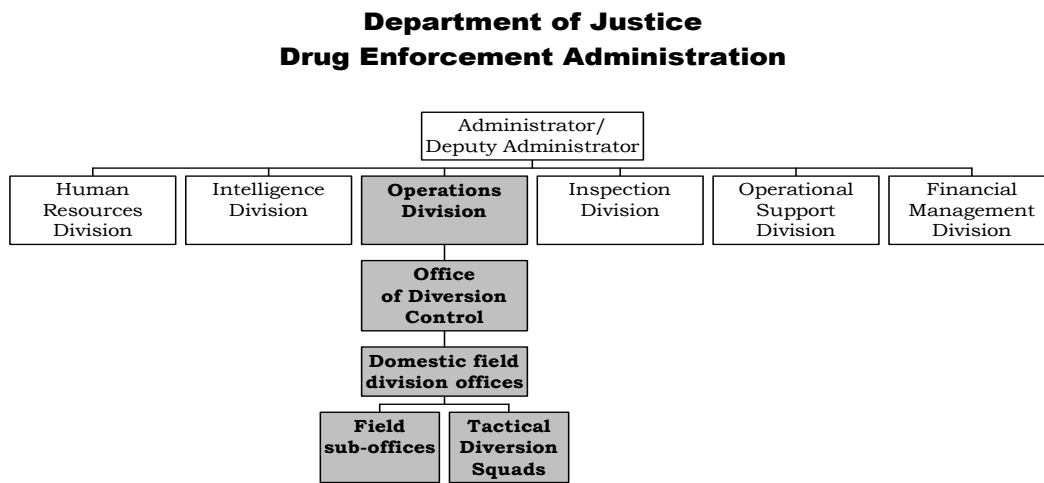 Department of Justice
Drug Enforcement Administration
Administrator/
Deputy Administrator
Human
Resources
Division
Intelligence
Division
Operations
Division
Inspection
Division
Operational
Support
Division
Financial
Management
Division
Office
of Diversion
Control
Domestic field
division offices
Field
sub-offices
Tactical
Diversion
Squads